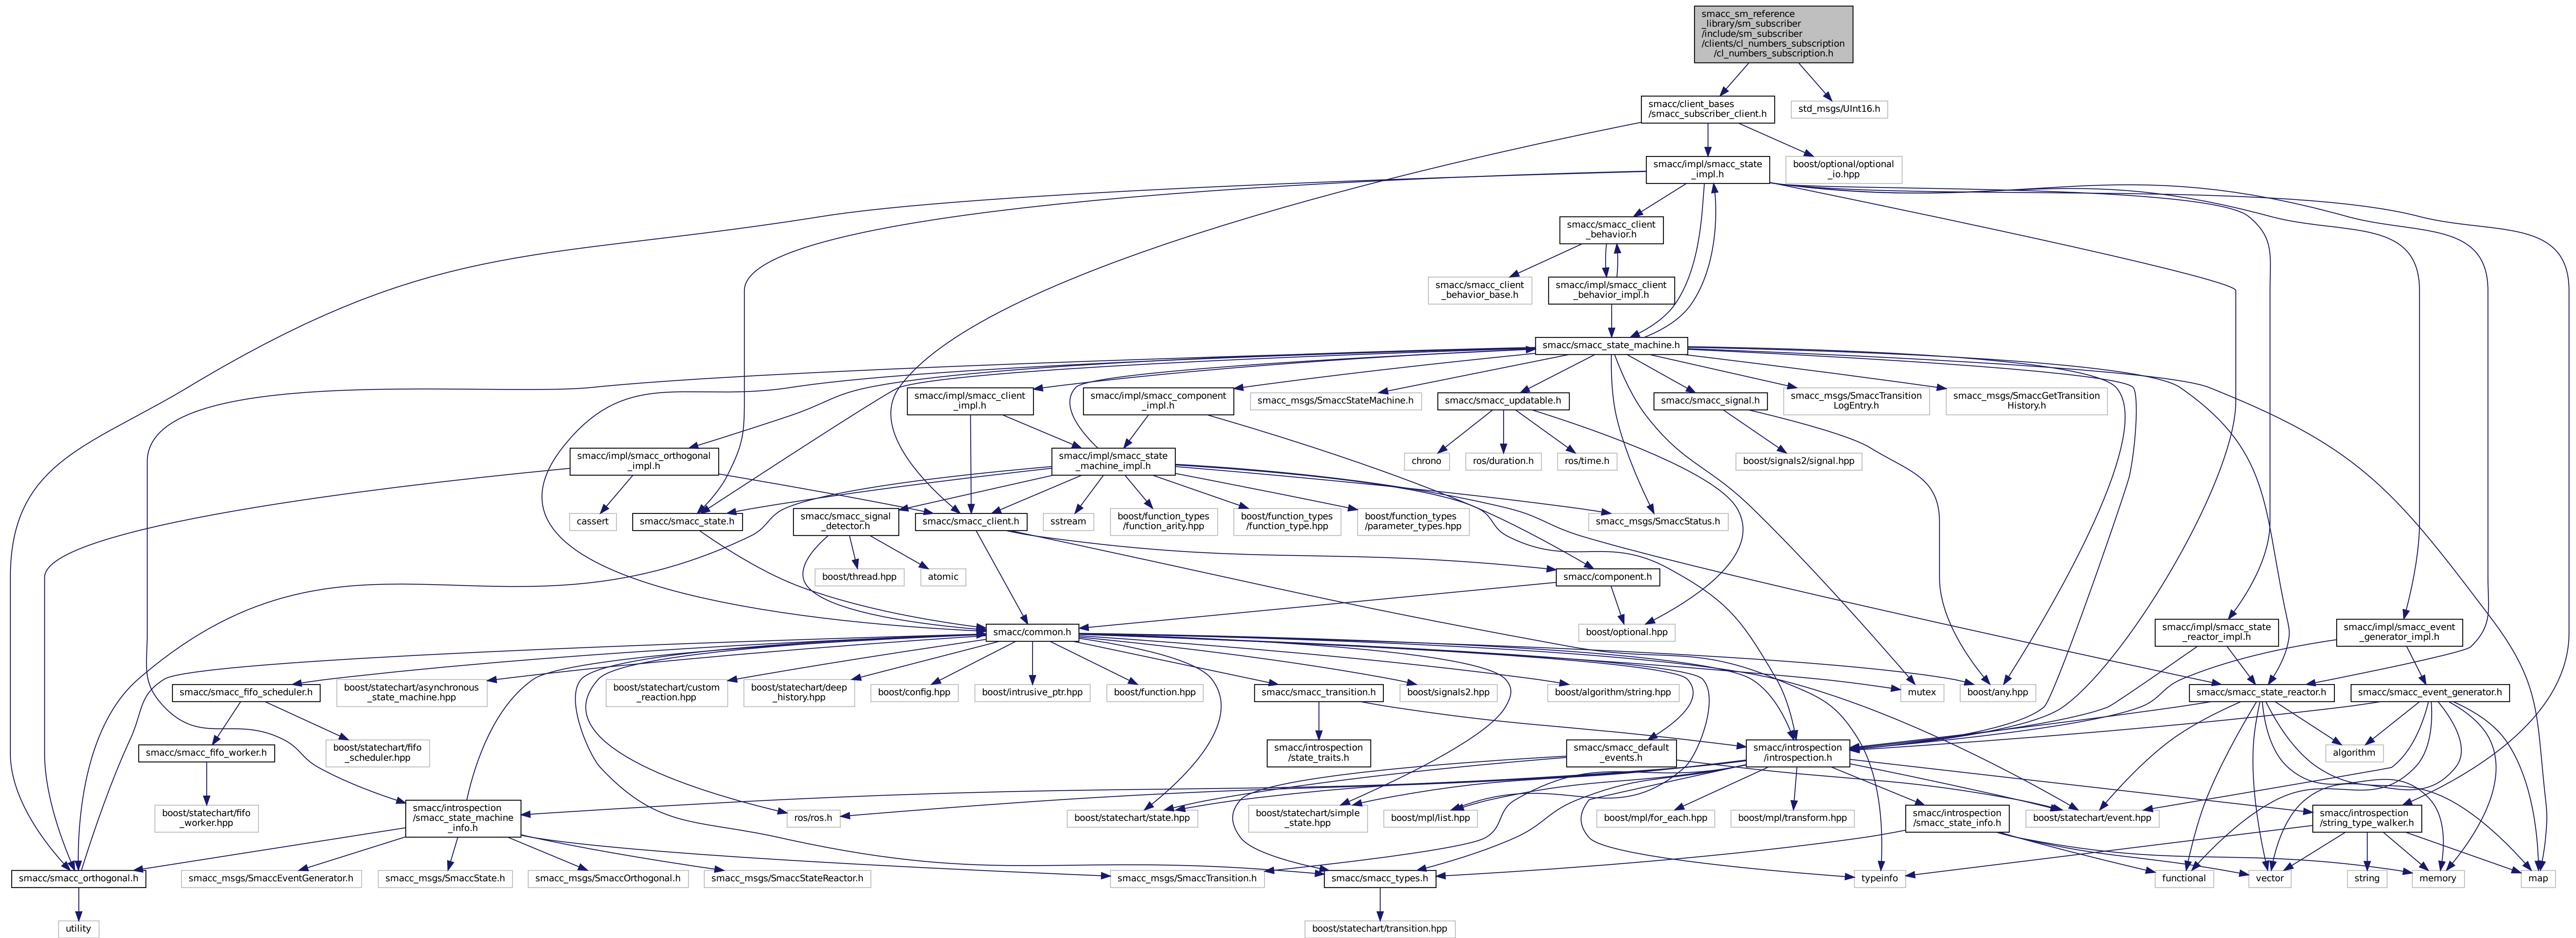 smacc_sm_reference
_library/sm_subscriber
/include/sm_subscriber
/clients/cl_numbers_subscription
/cl_numbers_subscription.h
smacc/client_bases
/smacc_subscriber_client.h
std_msgs/UInt16.h
smacc/impl/smacc_state
_impl.h
boost/optional/optional
_io.hpp
smacc/smacc_client
_behavior.h
smacc/smacc_client
_behavior_base.h
smacc/impl/smacc_client
_behavior_impl.h
smacc/smacc_state_machine.h
smacc/impl/smacc_client
_impl.h
smacc/impl/smacc_component
_impl.h
smacc_msgs/SmaccStateMachine.h
smacc/smacc_updatable.h
smacc/smacc_signal.h
smacc_msgs/SmaccTransition
LogEntry.h
smacc_msgs/SmaccGetTransition
History.h
smacc/impl/smacc_orthogonal
_impl.h
smacc/impl/smacc_state
_machine_impl.h
chrono
ros/duration.h
ros/time.h
boost/signals2/signal.hpp
cassert
smacc/smacc_state.h
smacc/smacc_signal
_detector.h
smacc/smacc_client.h
sstream
boost/function_types
/function_arity.hpp
boost/function_types
/function_type.hpp
boost/function_types
/parameter_types.hpp
smacc_msgs/SmaccStatus.h
boost/thread.hpp
atomic
smacc/component.h
smacc/common.h
boost/optional.hpp
smacc/impl/smacc_state
_reactor_impl.h
smacc/impl/smacc_event
_generator_impl.h
smacc/smacc_fifo_scheduler.h
boost/statechart/asynchronous
_state_machine.hpp
boost/statechart/custom
_reaction.hpp
boost/statechart/deep
_history.hpp
boost/config.hpp
boost/intrusive_ptr.hpp
boost/function.hpp
smacc/smacc_transition.h
boost/signals2.hpp
boost/algorithm/string.hpp
mutex
boost/any.hpp
smacc/smacc_state_reactor.h
smacc/smacc_event_generator.h
smacc/smacc_fifo_worker.h
boost/statechart/fifo
_scheduler.hpp
smacc/introspection
/state_traits.h
smacc/smacc_default
_events.h
smacc/introspection
/introspection.h
algorithm
boost/statechart/fifo
_worker.hpp
smacc/introspection
/smacc_state_machine
_info.h
ros/ros.h
boost/statechart/state.hpp
boost/statechart/simple
_state.hpp
boost/mpl/list.hpp
boost/mpl/for_each.hpp
boost/mpl/transform.hpp
smacc/introspection
/smacc_state_info.h
boost/statechart/event.hpp
smacc/introspection
/string_type_walker.h
smacc/smacc_orthogonal.h
smacc_msgs/SmaccEventGenerator.h
smacc_msgs/SmaccState.h
smacc_msgs/SmaccOrthogonal.h
smacc_msgs/SmaccStateReactor.h
smacc_msgs/SmaccTransition.h
smacc/smacc_types.h
typeinfo
functional
vector
string
memory
map
utility
boost/statechart/transition.hpp